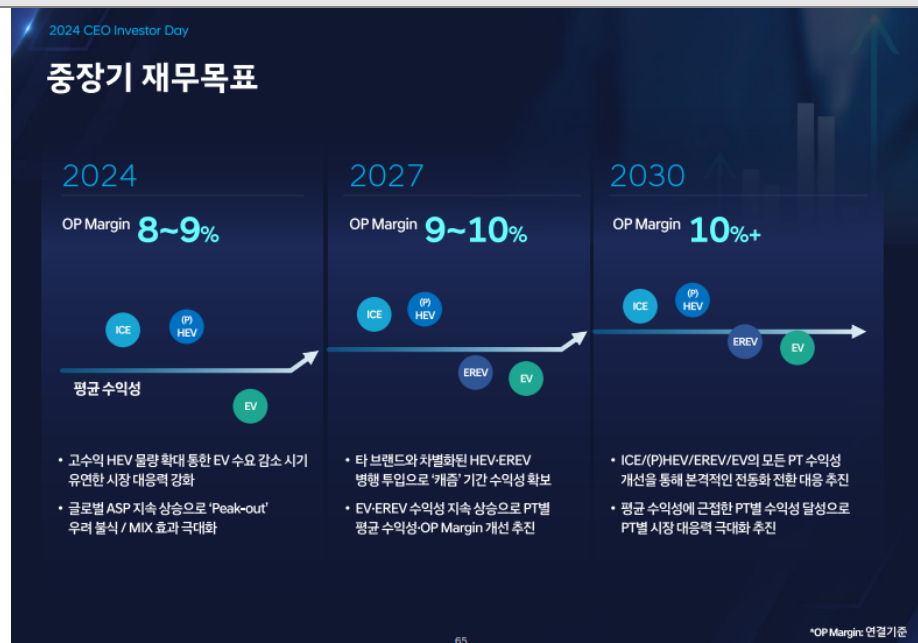 2024 CEO Investor Day
중장기 재무목표
2024
OP Margin 8~9%
ICE
(P)
HEV
평균 수익성
EV
• 고수익 HEV 물량 확대 통한 EV 수요 감소 시기
유연한 시장 대응력 강화
• 글로벌 ASP 지속 상승으로 ‘Peak-out’
우려 불식 / MIX 효과 극대화
2027
OP Margin 9~10%
ICE
(P)
HEV
EREV
EV
• 타 브랜드와 차별화된 HEV·EREV
병행 투입으로 ‘캐즘’ 기간 수익성 확보
• EV·EREV 수익성 지속 상승으로 PT별
평균 수익성·OP Margin 개선 추진
2030
OP Margin 10%+
ICE
(P)
HEV
EREV
EV
• ICE/(P)HEV/EREV/EV의 모든 PT 수익성
개선을 통해 본격적인 전동화 전환 대응 추진
• 평균 수익성에 근접한 PT별 수익성 달성으로
PT별 시장 대응력 극대화 추진
65
*OP Margin: 연결기준